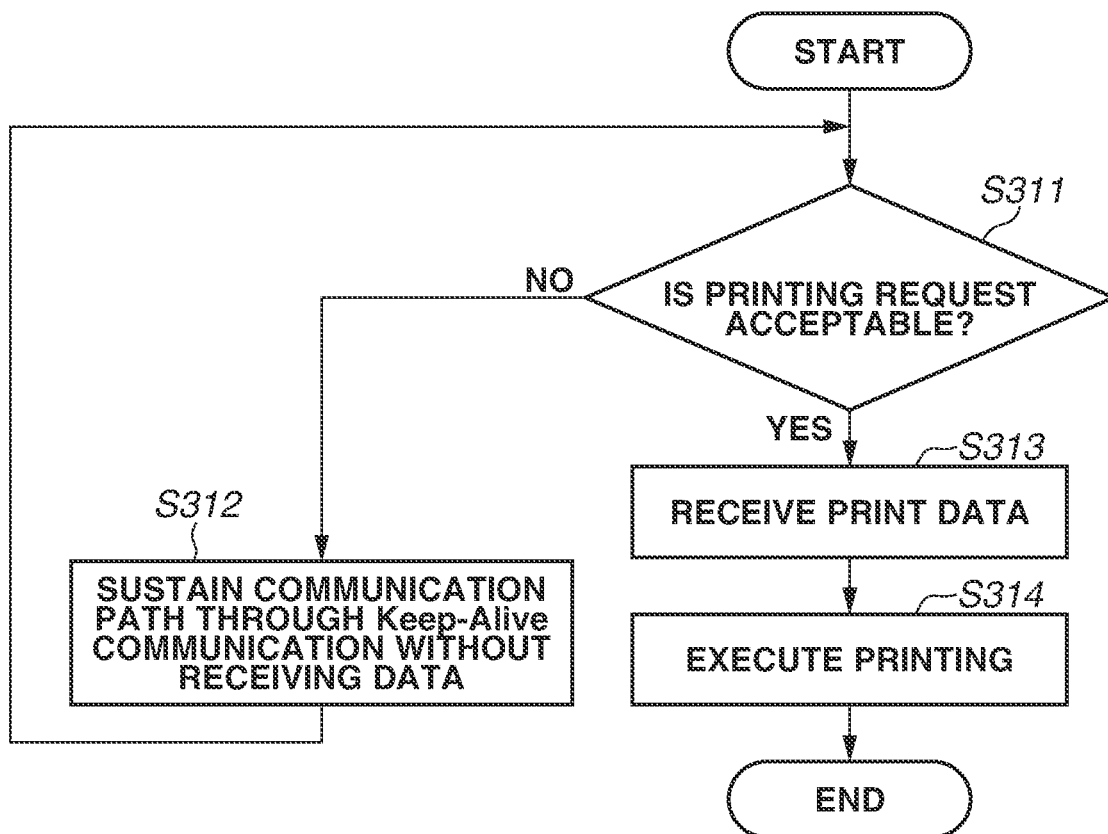 START
S311
NO
IS PRINTING REQUEST
ACCEPTABLE?
YES
S313
RECEIVE PRINT DATA
S312
SUSTAIN COMMUNICATION
PATH THROUGH Keep-Alive
COMMUNICATION WITHOUT
RECEIVING DATA
S314
EXECUTE PRINTING
END